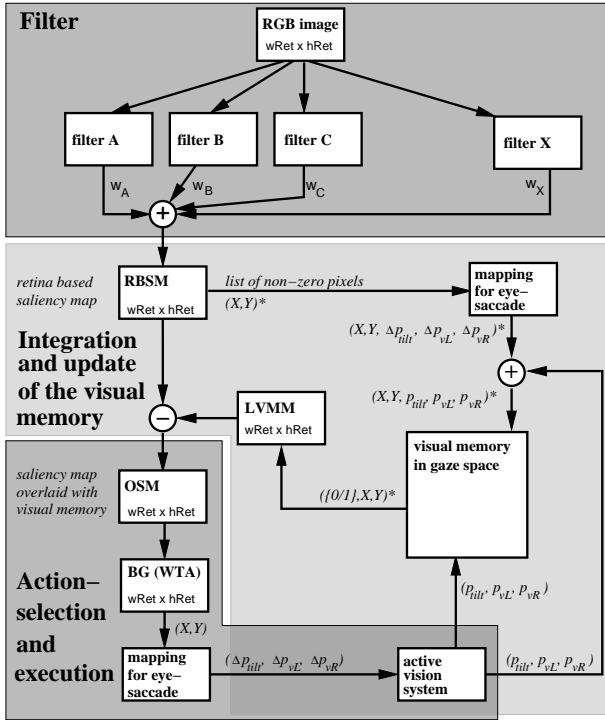 Filter
RGB image
wRet x hRet
filter A
filter B
filter C
filter X
w_A
w_B
w_C
w_X
+
retina based
saliency map
RBSM
wRet x hRet
list of non−zero pixels
(X,Y)*
mapping
for eye−
saccade
(X,Y, Δp_tilt, Δp_vL, Δp_vR)*
+
Integration
and update
of the visual
memory
(X,Y, p_tilt, p_vL, p_vR)*
−
LVMM
wRet x hRet
visual memory
in gaze space
saliency map
overlaid with
visual memory
OSM
wRet x hRet
({0/1},X,Y)*
BG (WTA)
wRet x hRet
Action−
selection
and
execution
(X,Y)
(p_tilt, p_vL, p_vR)
mapping
for eye−
saccade
(Δp_tilt, Δp_vL, Δp_vR)
active
vision
system
(p_tilt, p_vL, p_vR)